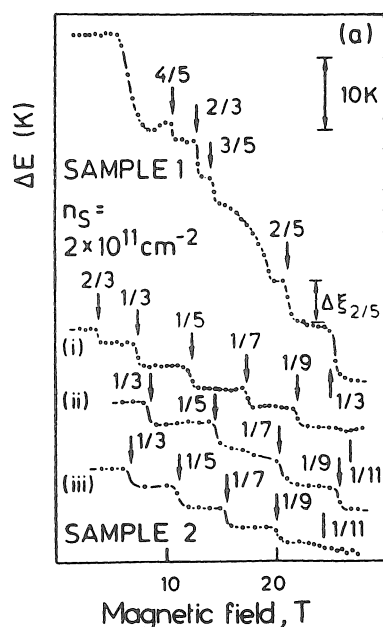 (a)
4/5
10K
2/3
3/5
ΔE (K)
SAMPLE 1
n_S =
2×10^11 cm^-2
2/5
Δξ_2/5
2/3
1/3
1/5
1/7
1/9
(i)
1/3
1/3
(ii)
1/5
1/7
1/9
1/11
1/3
(iii)
1/5
1/7
1/9
1/11
SAMPLE 2
10
20
Magnetic field, T